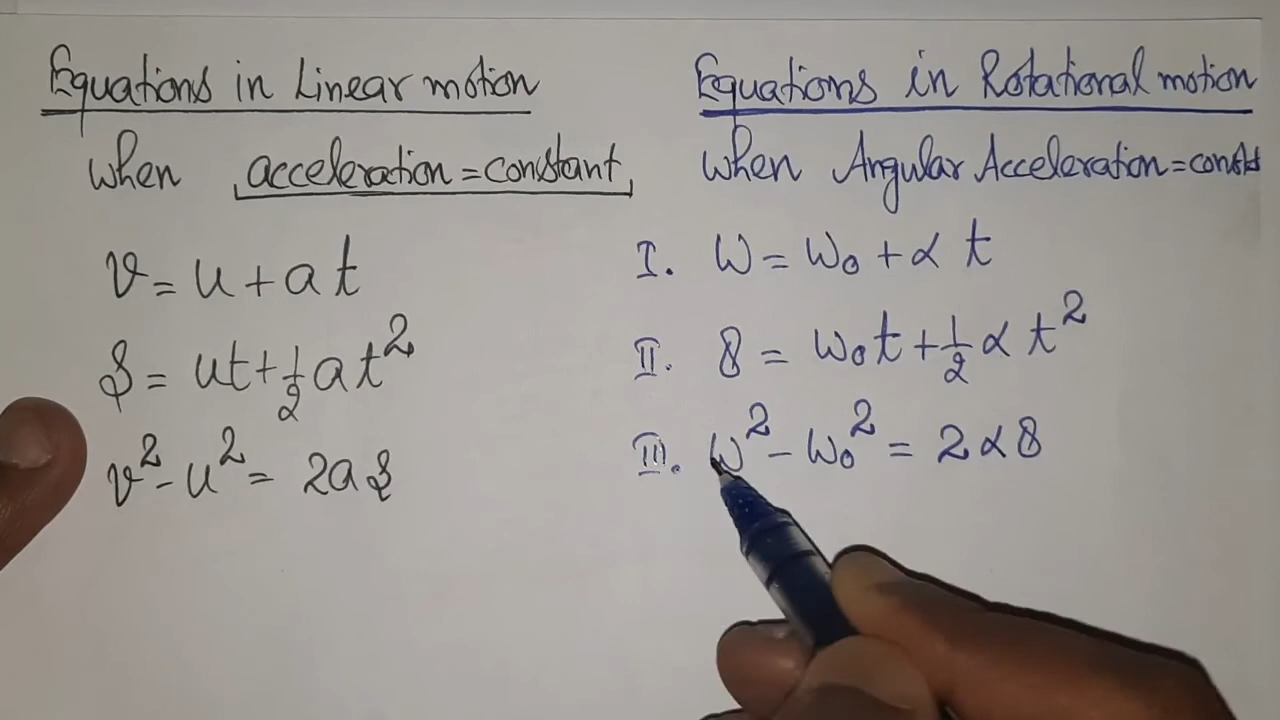 Equations in Linear motion
when acceleration = constant
v = u + at
S = ut + 1/2 at²
v² - u² = 2aS
Equations in Rotational motion
when Angular Acceleration = const
I. ω = ω₀ + α t
II. θ = ω₀t + 1/2 α t²
III. ω² - ω₀² = 2αθ